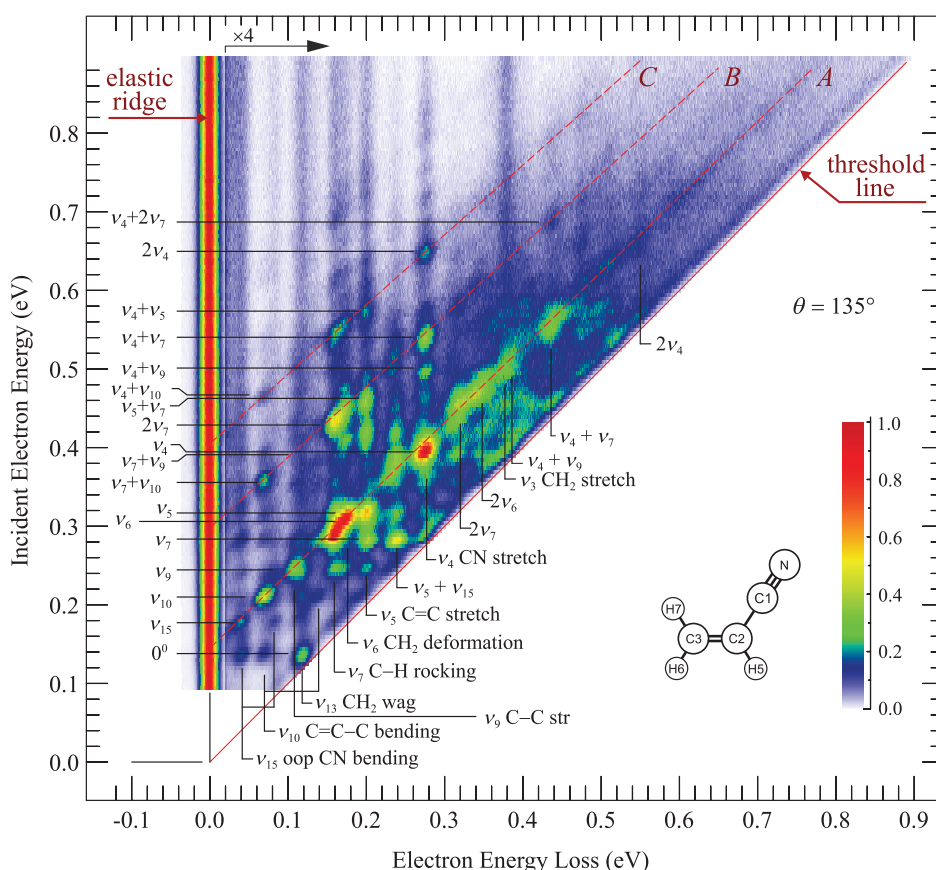 ×4
elastic
ridge
C
B
A
threshold
line
0.8
0.7
0.6
0.5
0.4
0.3
0.2
0.1
0.0
Incident Electron Energy (eV)
ν4+2ν7
2ν4
ν4+ν5
ν4+ν7
ν4+ν9
ν4+ν10
ν5+ν7
2ν7
ν4
ν7+ν9
ν7+ν10
ν5
ν6
ν7
ν9
ν10
ν15
0⁰
θ = 135°
2ν4
ν4 + ν7
ν4 + ν9
ν3 CH2 stretch
2ν6
2ν7
ν4 CN stretch
ν5 + ν15
ν5 C=C stretch
ν6 CH2 deformation
ν7 C–H rocking
ν13 CH2 wag
ν9 C–C str
ν10 C=C–C bending
ν15 oop CN bending
1.0
0.8
0.6
0.4
0.2
0.0
N
C1
H7
C3
C2
H6
H5
-0.1
0.0
0.1
0.2
0.3
0.4
0.5
0.6
0.7
0.8
0.9
Electron Energy Loss (eV)